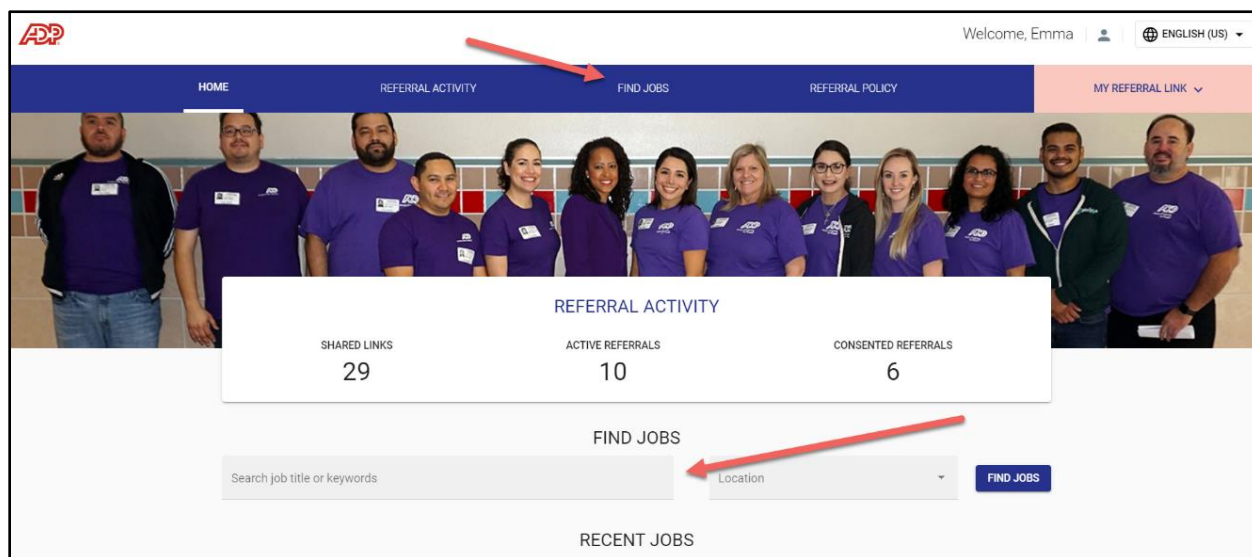 ADP
Welcome, Emma
ENGLISH (US)
HOME
REFERRAL ACTIVITY
FIND JOBS
REFERRAL POLICY
MY REFERRAL LINK
REFERRAL ACTIVITY
SHARED LINKS
ACTIVE REFERRALS
CONSENTED REFERRALS
29
10
6
FIND JOBS
Search job title or keywords
Location
FIND JOBS
RECENT JOBS